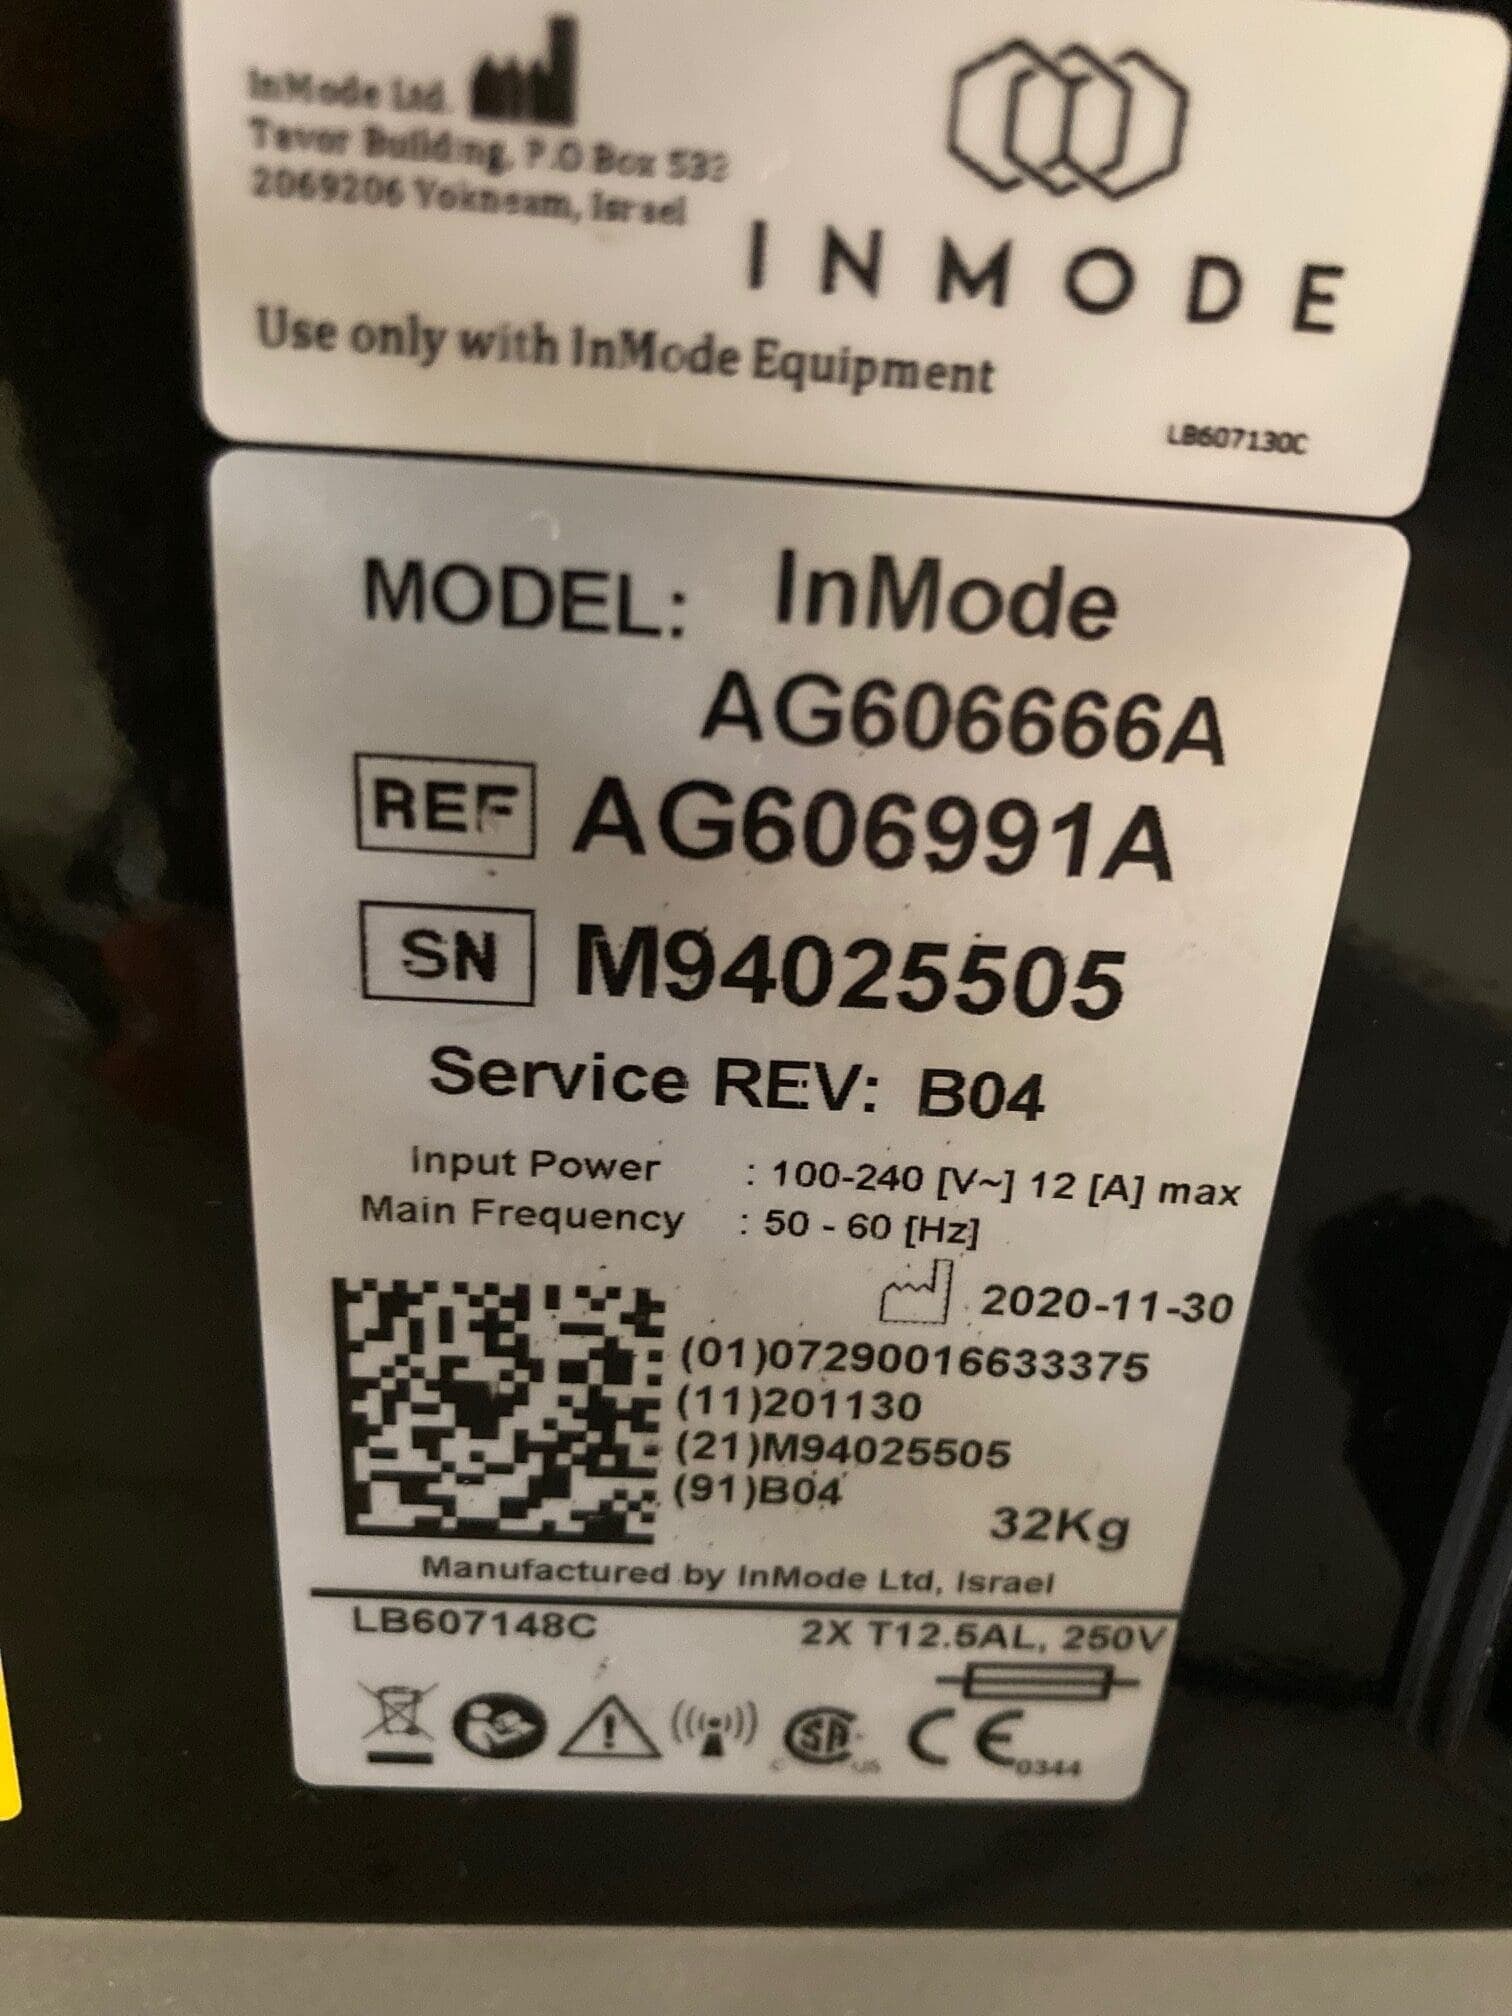 InMode Ltd.
Tavor Building, P.O Box 532
2069206 Yokneam, Israel
INMODE
Use only with InMode Equipment
LB607130C
MODEL: InMode
AG606666A
REF AG606991A
SN M94025505
Service REV: B04
Input Power : 100-240 [V~] 12 [A] max
Main Frequency : 50 - 60 [Hz]
2020-11-30
(01)07290016633375
(11)201130
(21)M94025505
(91)B04
32Kg
Manufactured by InMode Ltd, Israel
LB607148C 2X T12.5AL, 250V
C SA US CE 0344